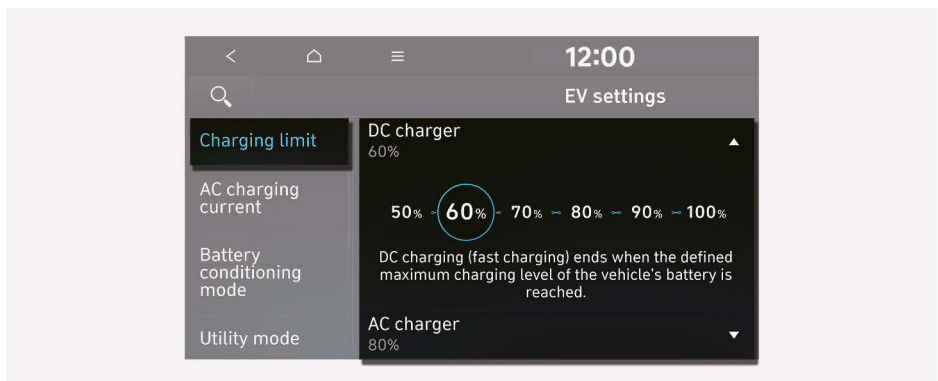 12:00
EV settings
Charging limit
AC charging
current
Battery
conditioning
mode
Utility mode
DC charger
60%
50% 60% 70% 80% 90% 100%
DC charging (fast charging) ends when the defined
maximum charging level of the vehicle's battery is
reached.
AC charger
80%